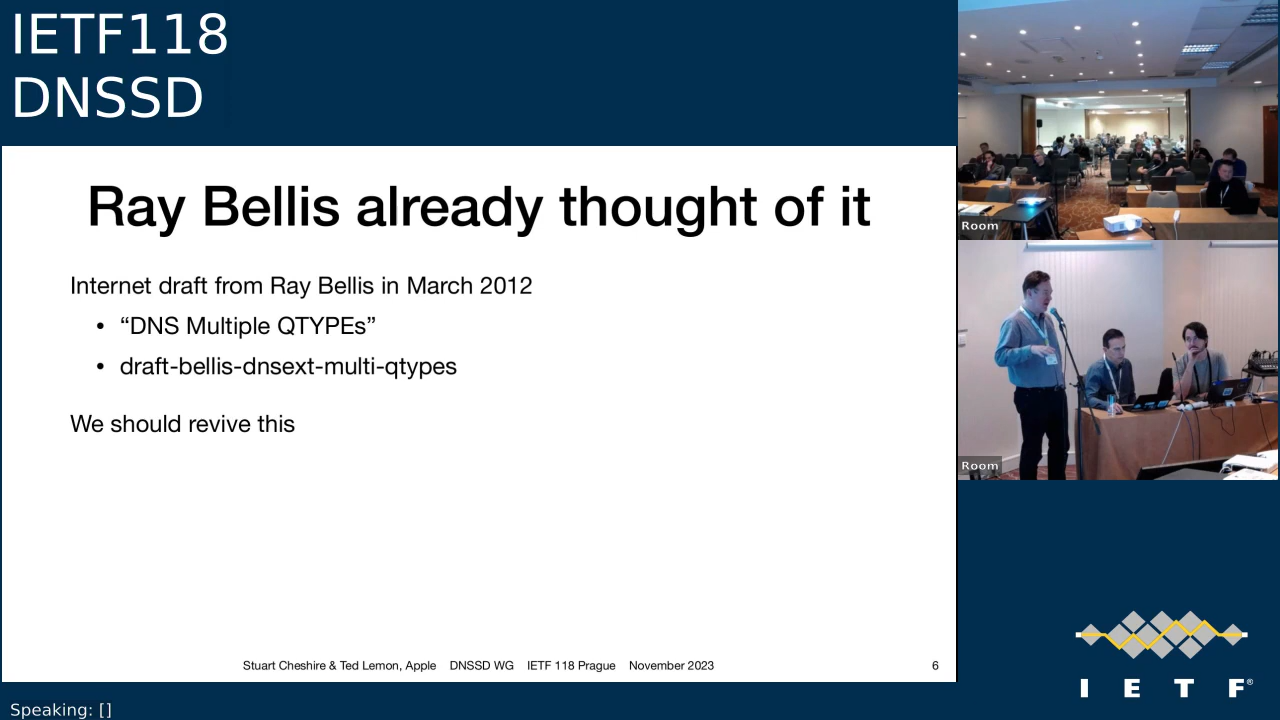 IETF118
DNSSD
Ray Bellis already thought of it
Internet draft from Ray Bellis in March 2012
• “DNS Multiple QTYPEs”
• draft-bellis-dnsext-multi-qtypes
We should revive this
Stuart Cheshire & Ted Lemon, Apple DNSSD WG IETF 118 Prague November 2023 6
Room
Room
I E T F®
Speaking: []